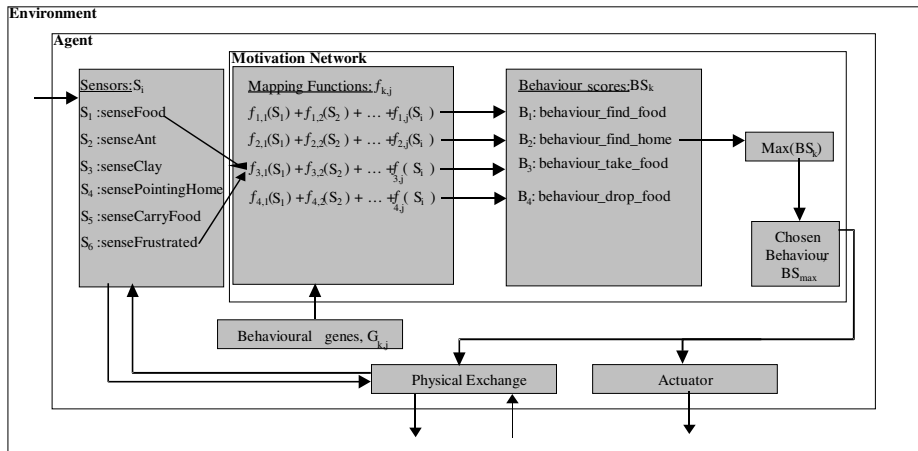 Environment
Agent
Motivation Network
Sensors:Si
S1 :senseFood
S2 :senseAnt
S3 :senseClay
S4 :sensePointingHome
S5 :senseCarryFood
S6 :senseFrustrated
Mapping Functions: fk,j
f1,1(S1) +f1,2(S2) + … +f1,j(Si )
f2,1(S1) +f2,2(S2) + … +f2,j(Si )
f3,1(S1) +f3,2(S2) + … +f3,j( Si )
f4,1(S1) +f4,2(S2) + … +f4,j( Si )
Behaviour scores:BSk
B1: behaviour_find_food
B2: behaviour_find_home
B3: behaviour_take_food
B4: behaviour_drop_food
Max(BSk)
Chosen
Behaviour,
BSmax
Behavioural genes, Gk,j
Physical Exchange
Actuator